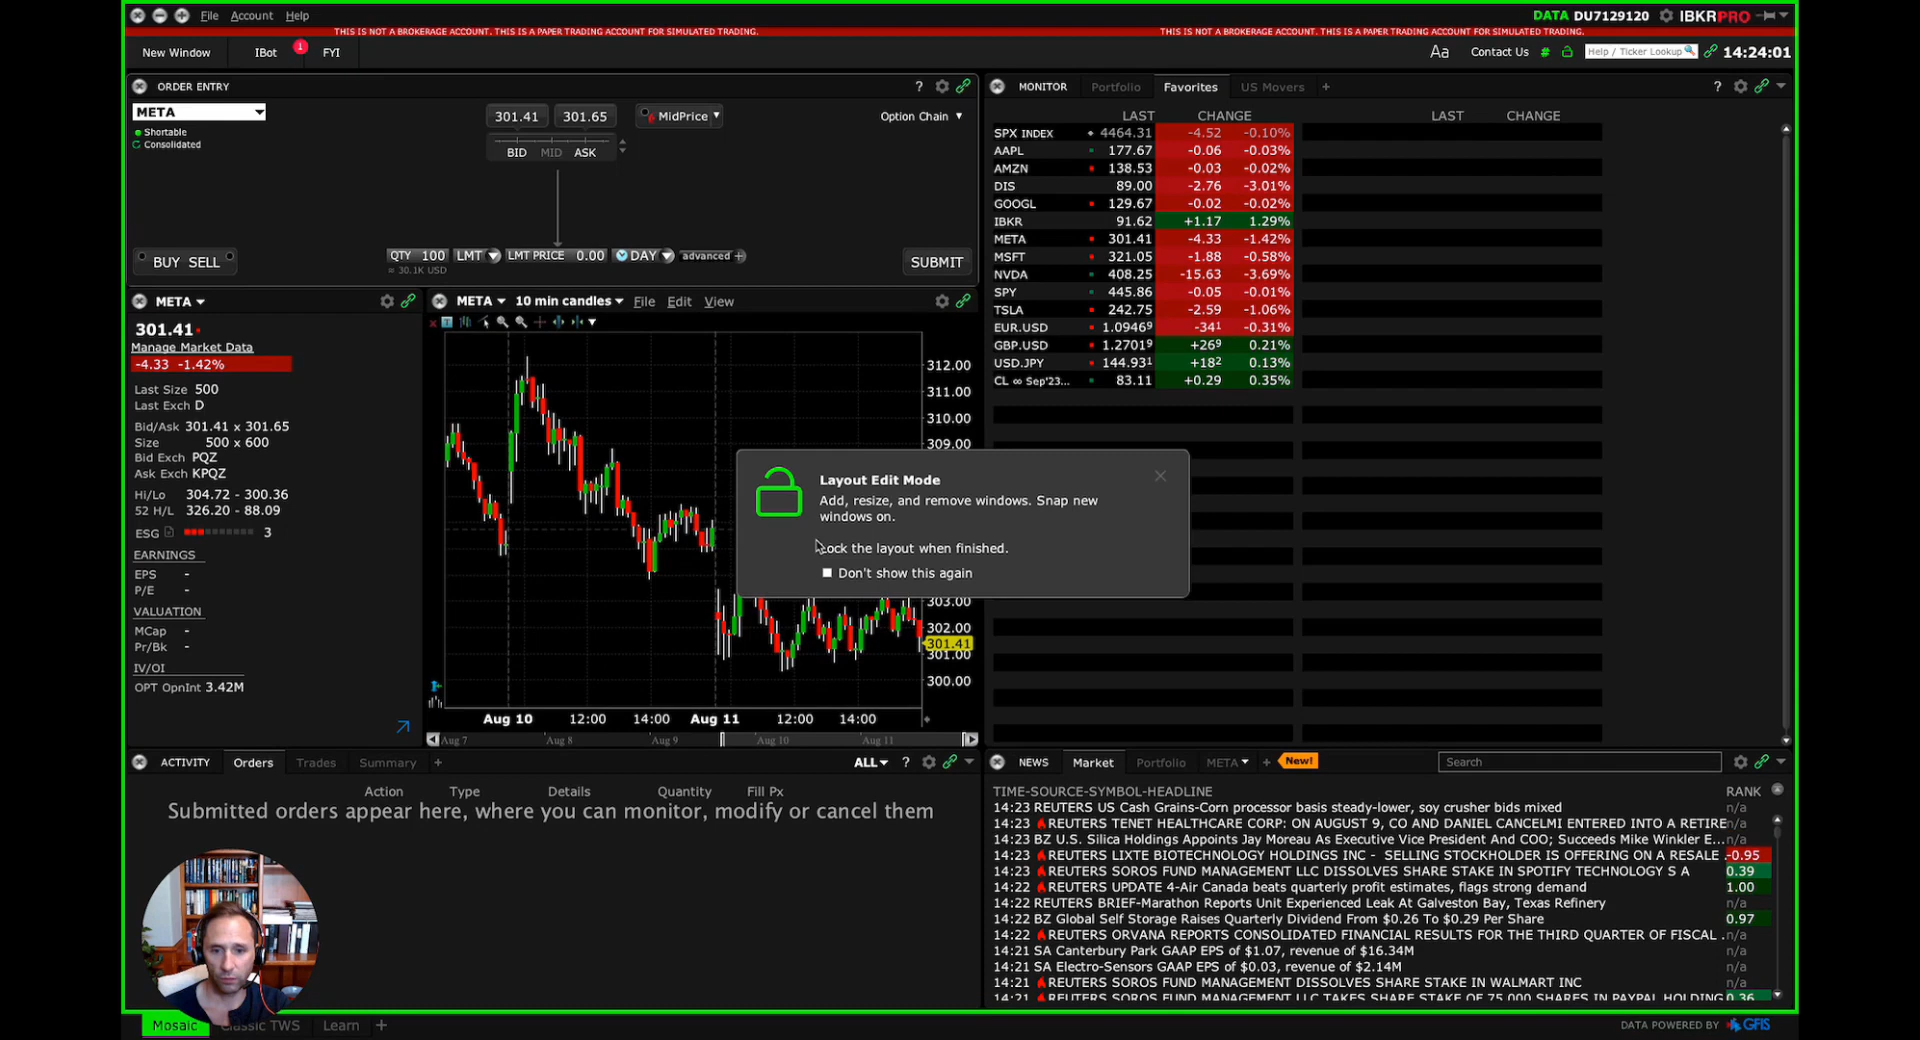 File Account Help
DATA DU7129120 IBKRPRO
THIS IS NOT A BROKERAGE ACCOUNT. THIS IS A PAPER TRADING ACCOUNT FOR SIMULATED TRADING. THIS IS NOT A BROKERAGE ACCOUNT. THIS IS A PAPER TRADING ACCOUNT FOR SIMULATED TRADING.
New Window IBot 1 FYI
Aa Contact Us # Help / Ticker Lookup 14:24:01
ORDER ENTRY ?
META
Shortable
Consolidated
301.41 301.65 MidPrice
BID MID ASK
Option Chain
BUY SELL
QTY 100 LMT LMT PRICE 0.00 DAY advanced +
≈ 30.1K USD
SUBMIT
MONITOR Portfolio Favorites US Movers + ?
LAST CHANGE LAST CHANGE
SPX INDEX 4464.31 -4.52 -0.10%
AAPL 177.67 -0.06 -0.03%
AMZN 138.53 -0.03 -0.02%
DIS 89.00 -2.76 -3.01%
GOOGL 129.67 -0.02 -0.02%
IBKR 91.62 +1.17 1.29%
META 301.41 -4.33 -1.42%
MSFT 321.05 -1.88 -0.58%
NVDA 408.25 -15.63 -3.69%
SPY 445.86 -0.05 -0.01%
TSLA 242.75 -2.59 -1.06%
EUR.USD 1.0946⁹ -34¹ -0.31%
GBP.USD 1.2701⁹ +26⁹ 0.21%
USD.JPY 144.93¹ +18² 0.13%
CL ∞ Sep'23... 83.11 +0.29 0.35%
META
301.41
Manage Market Data
-4.33 -1.42%
Last Size 500
Last Exch D
Bid/Ask 301.41 x 301.65
Size 500 x 600
Bid Exch PQZ
Ask Exch KPQZ
Hi/Lo 304.72 - 300.36
52 H/L 326.20 - 88.09
ESG 3
EARNINGS
EPS -
P/E -
VALUATION
MCap -
Pr/Bk -
IV/OI
OPT OpnInt 3.42M
META 10 min candles File Edit View
312.00
311.00
310.00
309.00
303.00
302.00
301.41
301.00
300.00
Aug 10 12:00 14:00 Aug 11 12:00 14:00
Aug 7 Aug 8 Aug 9 Aug 10 Aug 11
Layout Edit Mode
Add, resize, and remove windows. Snap new
windows on.
Lock the layout when finished.
Don't show this again
ACTIVITY Orders Trades Summary + ALL ?
Action Type Details Quantity Fill Px
Submitted orders appear here, where you can monitor, modify or cancel them
NEWS Market Portfolio META + New! Search
TIME-SOURCE-SYMBOL-HEADLINE RANK
14:23 REUTERS US Cash Grains-Corn processor basis steady-lower, soy crusher bids mixed n/a
14:23 REUTERS TENET HEALTHCARE CORP: ON AUGUST 9, CO AND DANIEL CANCELMI ENTERED INTO A RETIRE n/a
14:23 BZ U.S. Silica Holdings Appoints Jay Moreau As Executive Vice President And COO; Succeeds Mike Winkler E... n/a
14:23 REUTERS LIXTE BIOTECHNOLOGY HOLDINGS INC - SELLING STOCKHOLDER IS OFFERING ON A RESALE . -0.95
14:23 REUTERS SOROS FUND MANAGEMENT LLC DISSOLVES SHARE STAKE IN SPOTIFY TECHNOLOGY S A 0.39
14:22 REUTERS UPDATE 4-Air Canada beats quarterly profit estimates, flags strong demand 1.00
14:22 REUTERS BRIEF-Marathon Reports Unit Experienced Leak At Galveston Bay, Texas Refinery n/a
14:22 BZ Global Self Storage Raises Quarterly Dividend From $0.26 To $0.29 Per Share 0.97
14:22 REUTERS ORVANA REPORTS CONSOLIDATED FINANCIAL RESULTS FOR THE THIRD QUARTER OF FISCAL . n/a
14:21 SA Canterbury Park GAAP EPS of $1.07, revenue of $16.34M n/a
14:21 SA Electro-Sensors GAAP EPS of $0.03, revenue of $2.14M n/a
14:21 REUTERS SOROS FUND MANAGEMENT DISSOLVES SHARE STAKE IN WALMART INC n/a
14:21 REUTERS SOROS FUND MANAGEMENT LLC TAKES SHARE STAKE OF 75,000 SHARES IN PAYPAL HOLDING 0.36
Mosaic Classic TWS Learn +
DATA POWERED BY GFIS